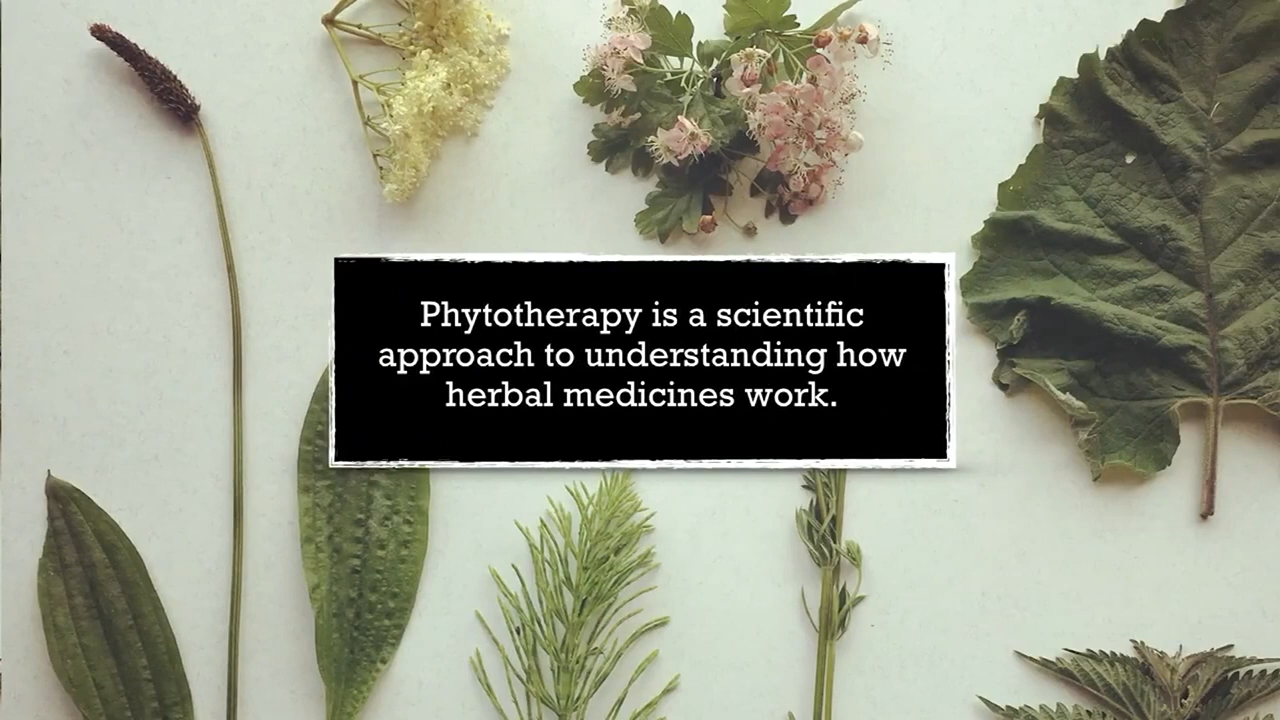 Phytotherapy is a scientific
approach to understanding how
herbal medicines work.